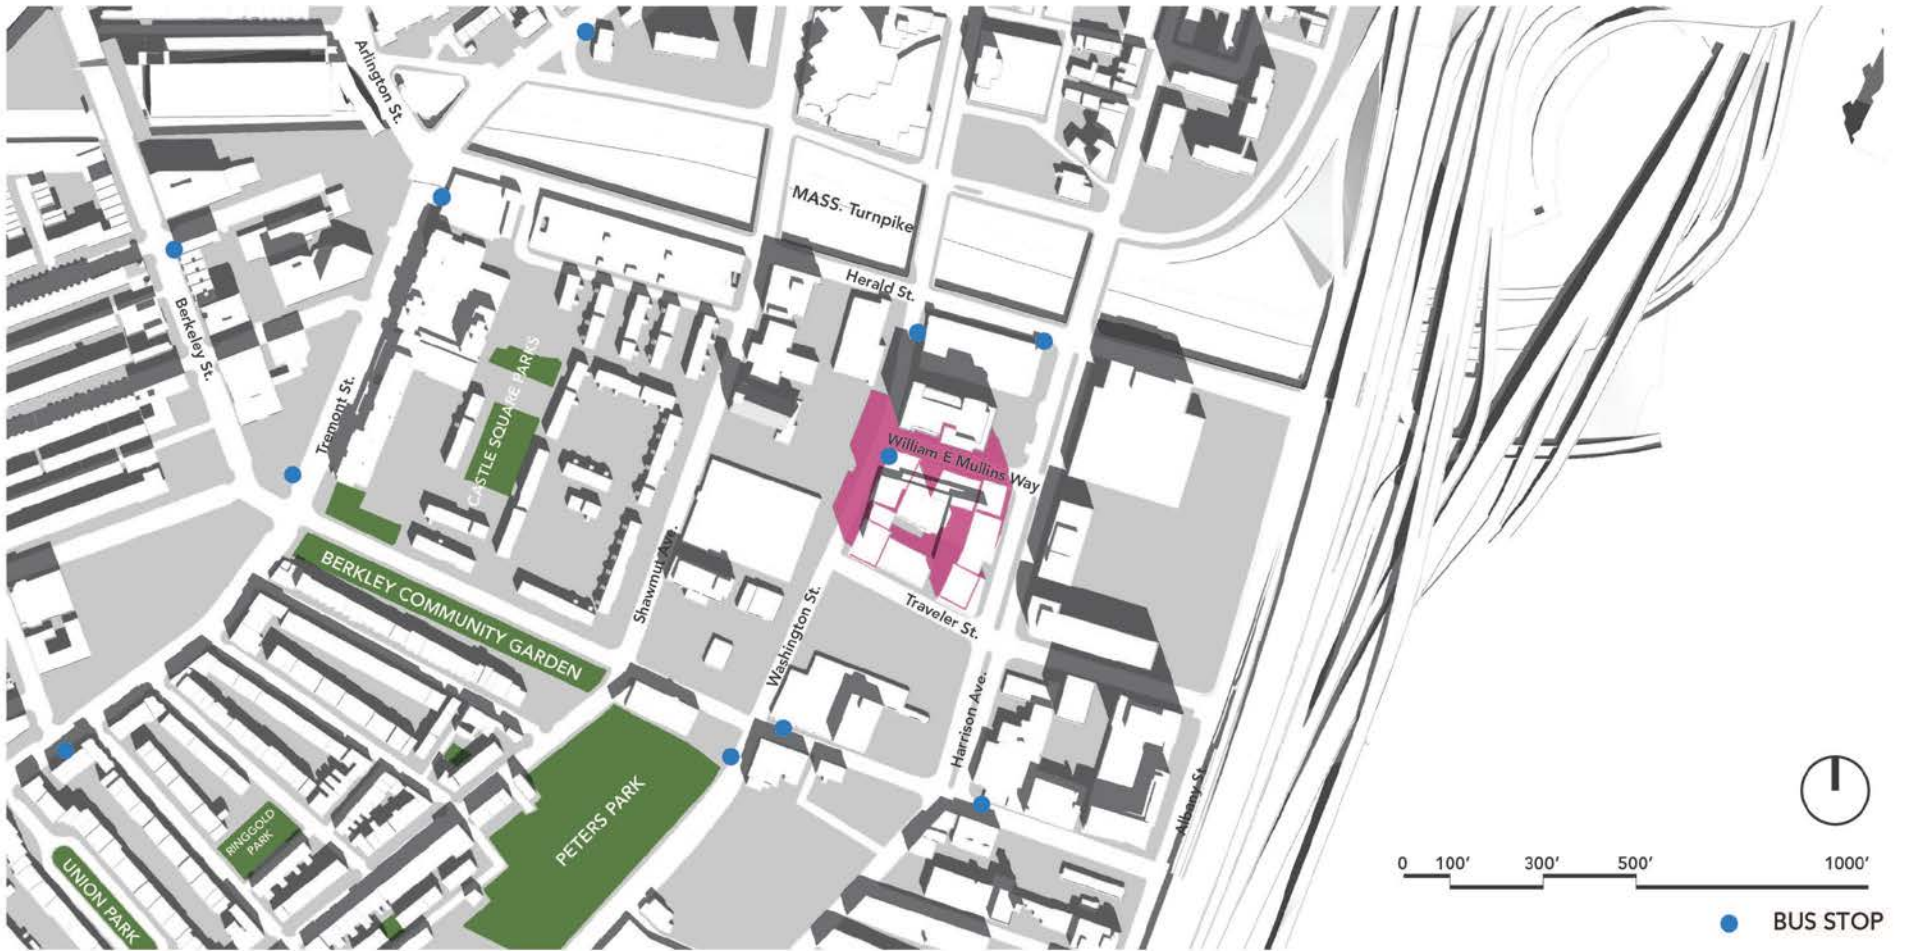 Arlington St.
MASS. Turnpike
Herald St.
Berkeley St.
CASTLE SQUARE PARKS
Tremont St.
William E Mullins Way
BERKLEY COMMUNITY GARDEN
Shawmut Ave.
Washington St.
Traveler St.
Harrison Ave.
Albany St.
PETERS PARK
RINGGOLD
PARK
UNION PARK
0 100' 300' 500' 1000'
BUS STOP